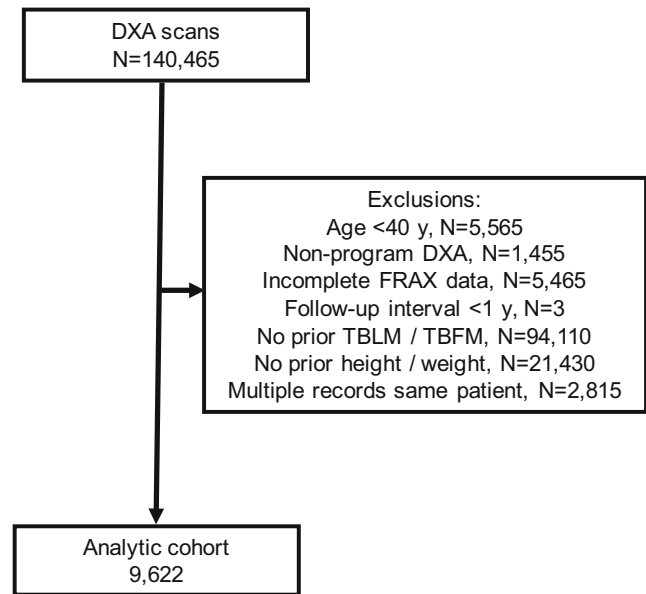 DXA scans
N=140,465
Exclusions:
Age <40 y, N=5,565
Non-program DXA, N=1,455
Incomplete FRAX data, N=5,465
Follow-up interval <1 y, N=3
No prior TBLM / TBFM, N=94,110
No prior height / weight, N=21,430
Multiple records same patient, N=2,815
Analytic cohort
9,622